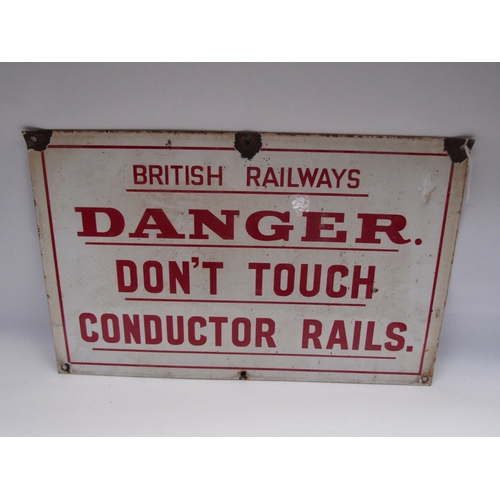 BRITISH RAILWAYS
DANGER.
DON'T TOUCH
CONDUCTOR RAILS.